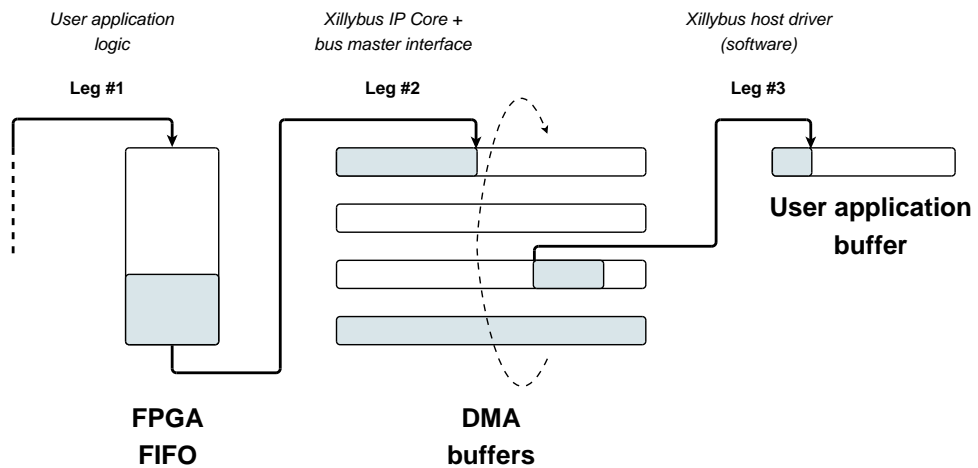 User application
logic
Xillybus IP Core +
bus master interface
Xillybus host driver
(software)
Leg #1
Leg #2
Leg #3
User application
buffer
FPGA
FIFO
DMA
buffers